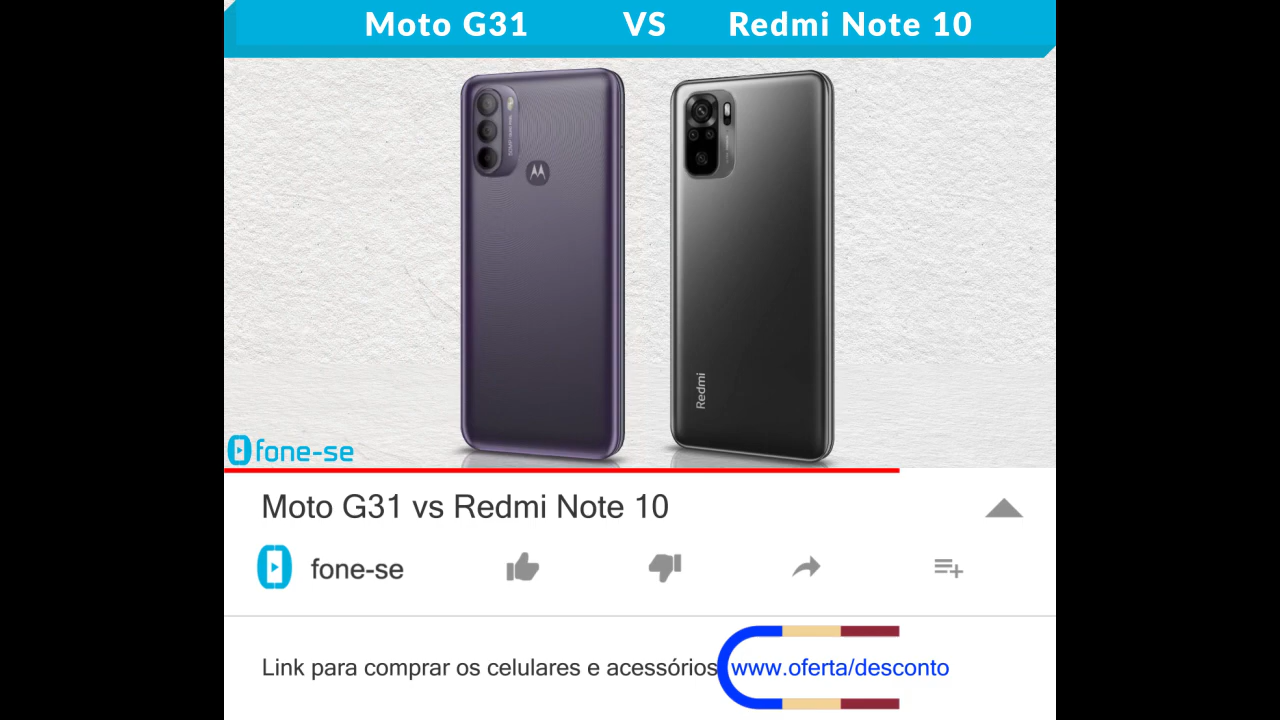 Moto G31 VS Redmi Note 10
Redmi
fone-se
Moto G31 vs Redmi Note 10
fone-se
Link para comprar os celulares e acessórios www.oferta/desconto